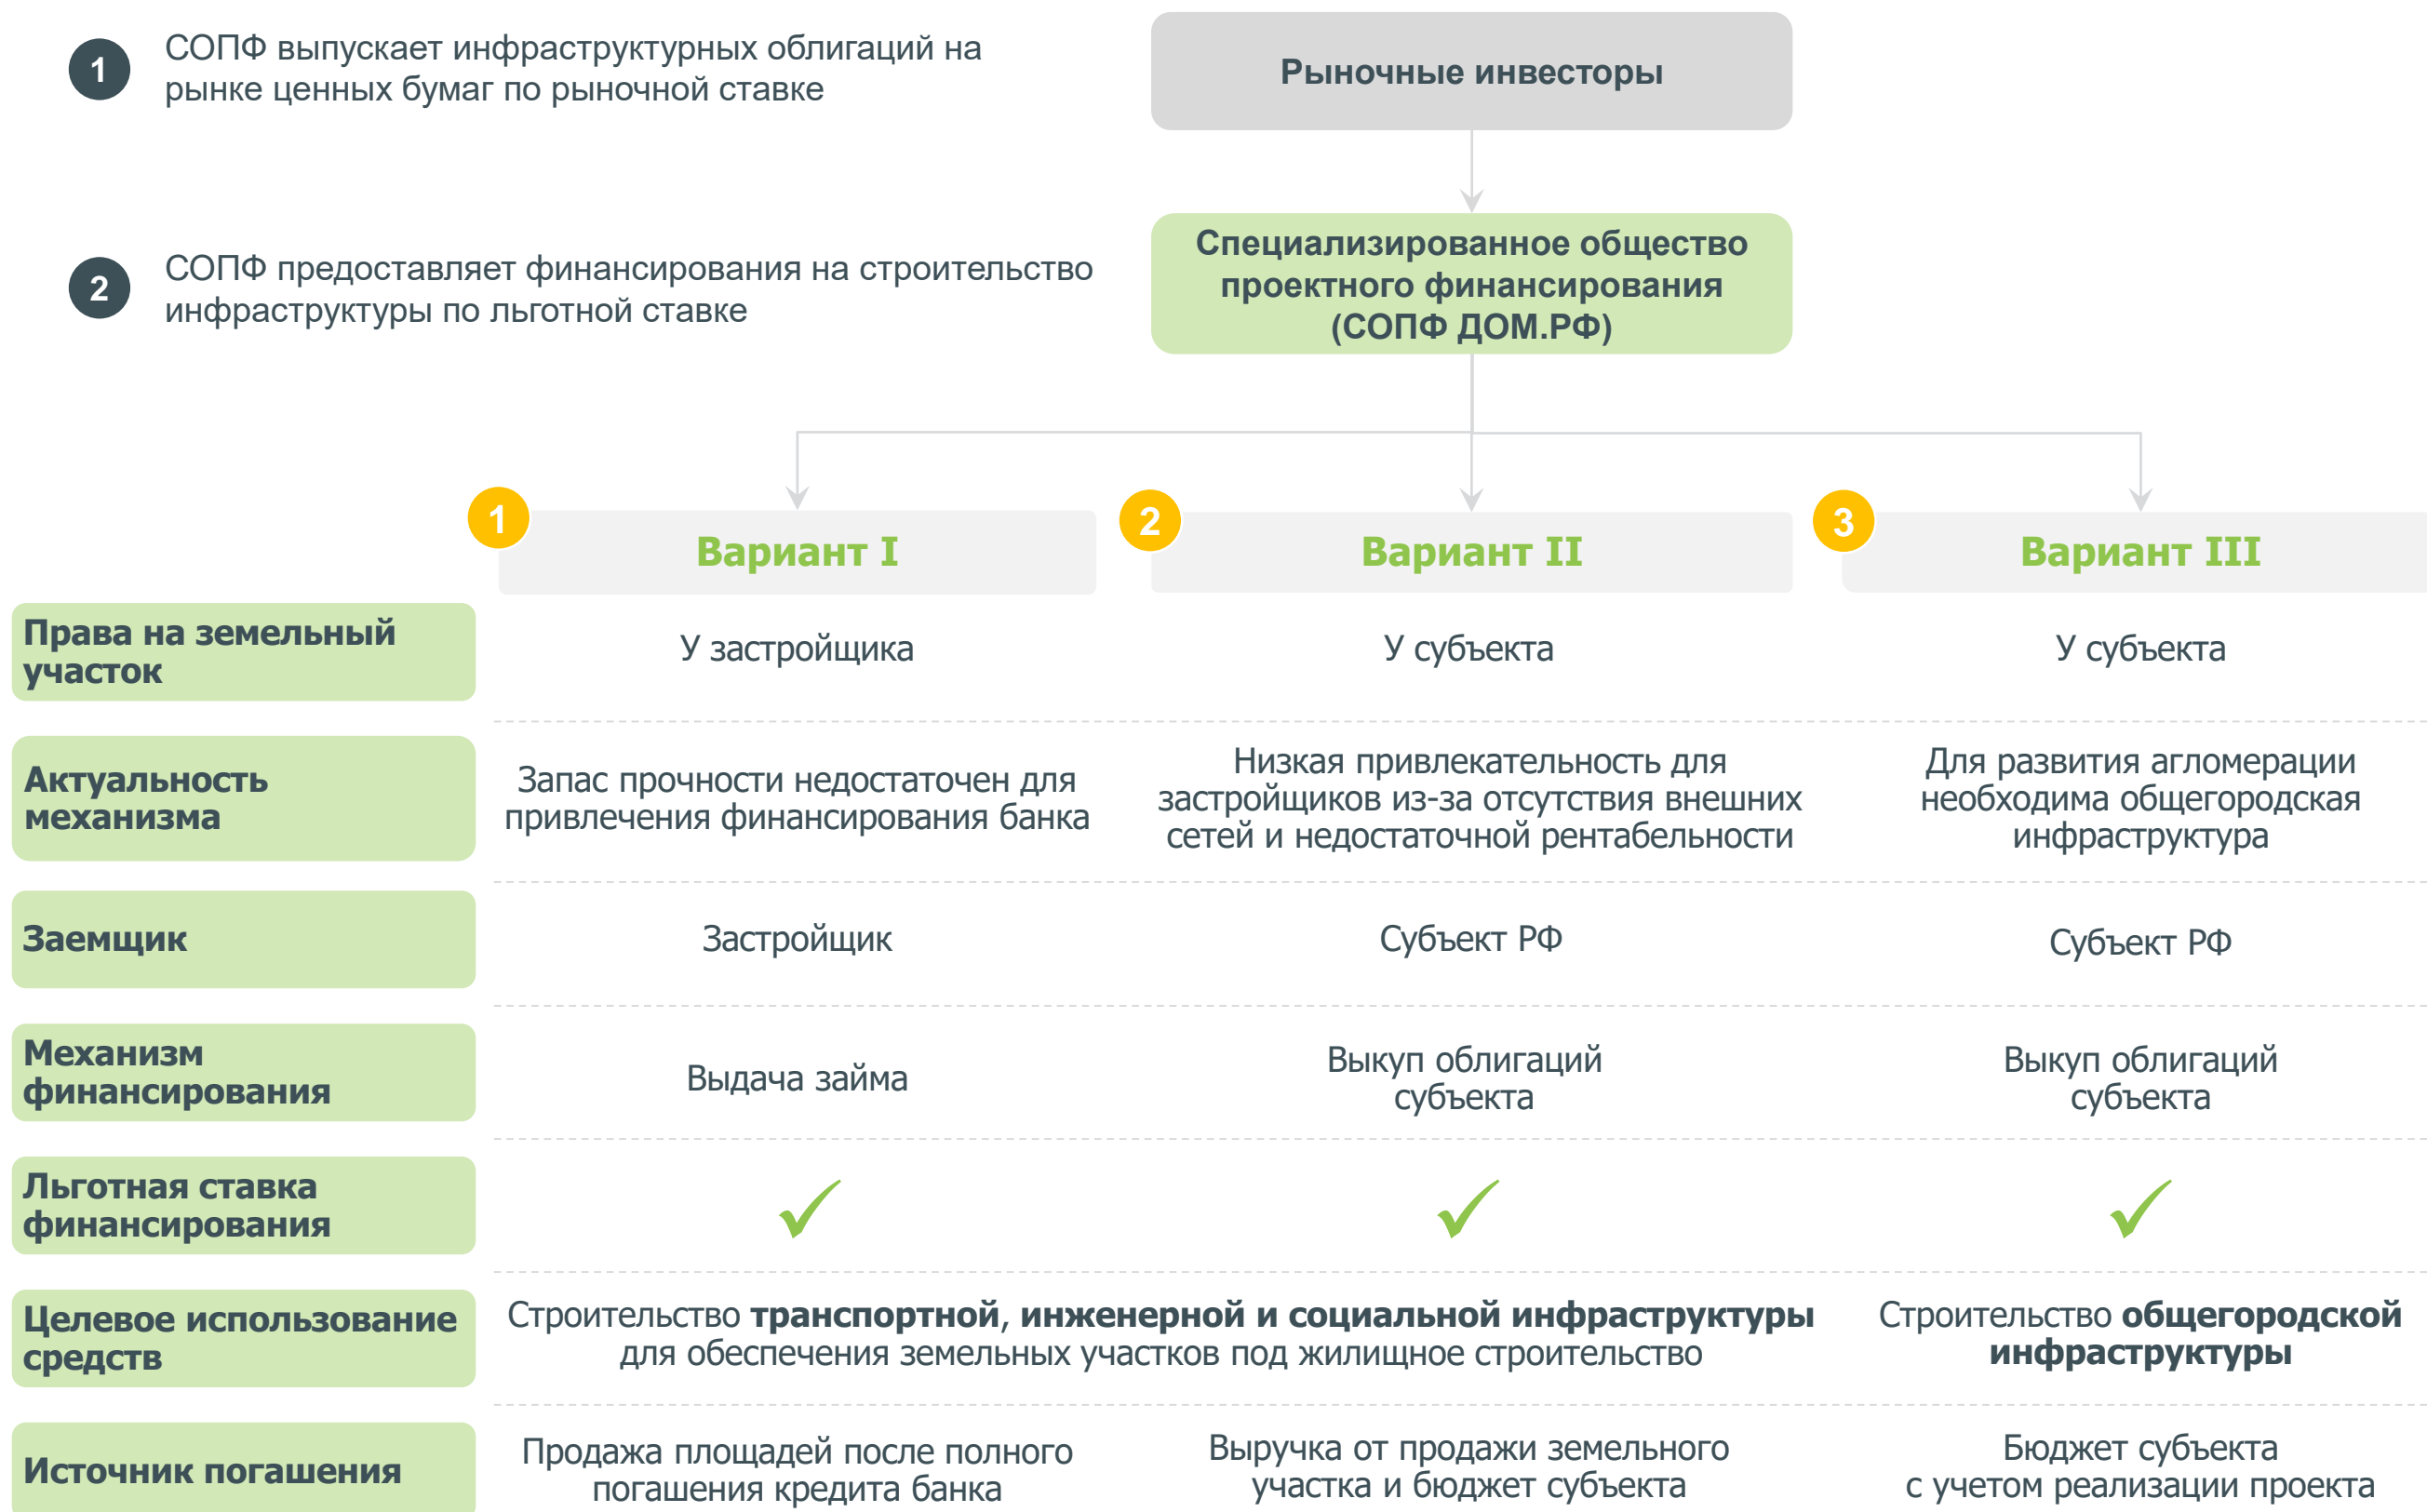 1
СОПФ выпускает инфраструктурных облигаций на
рынке ценных бумаг по рыночной ставке
Рыночные инвесторы
2
СОПФ предоставляет финансирования на строительство
инфраструктуры по льготной ставке
Специализированное общество
проектного финансирования
(СОПФ ДОМ.РФ)
1
Вариант I
2
Вариант II
3
Вариант III
Права на земельный
участок
У застройщика
У субъекта
У субъекта
Актуальность
механизма
Запас прочности недостаточен для
привлечения финансирования банка
Низкая привлекательность для
застройщиков из-за отсутствия внешних
сетей и недостаточной рентабельности
Для развития агломерации
необходима общегородская
инфраструктура
Заемщик
Застройщик
Субъект РФ
Субъект РФ
Механизм
финансирования
Выдача займа
Выкуп облигаций
субъекта
Выкуп облигаций
субъекта
Льготная ставка
финансирования
Целевое использование
средств
Строительство транспортной, инженерной и социальной инфраструктуры
для обеспечения земельных участков под жилищное строительство
Строительство общегородской
инфраструктуры
Источник погашения
Продажа площадей после полного
погашения кредита банка
Выручка от продажи земельного
участка и бюджет субъекта
Бюджет субъекта
с учетом реализации проекта